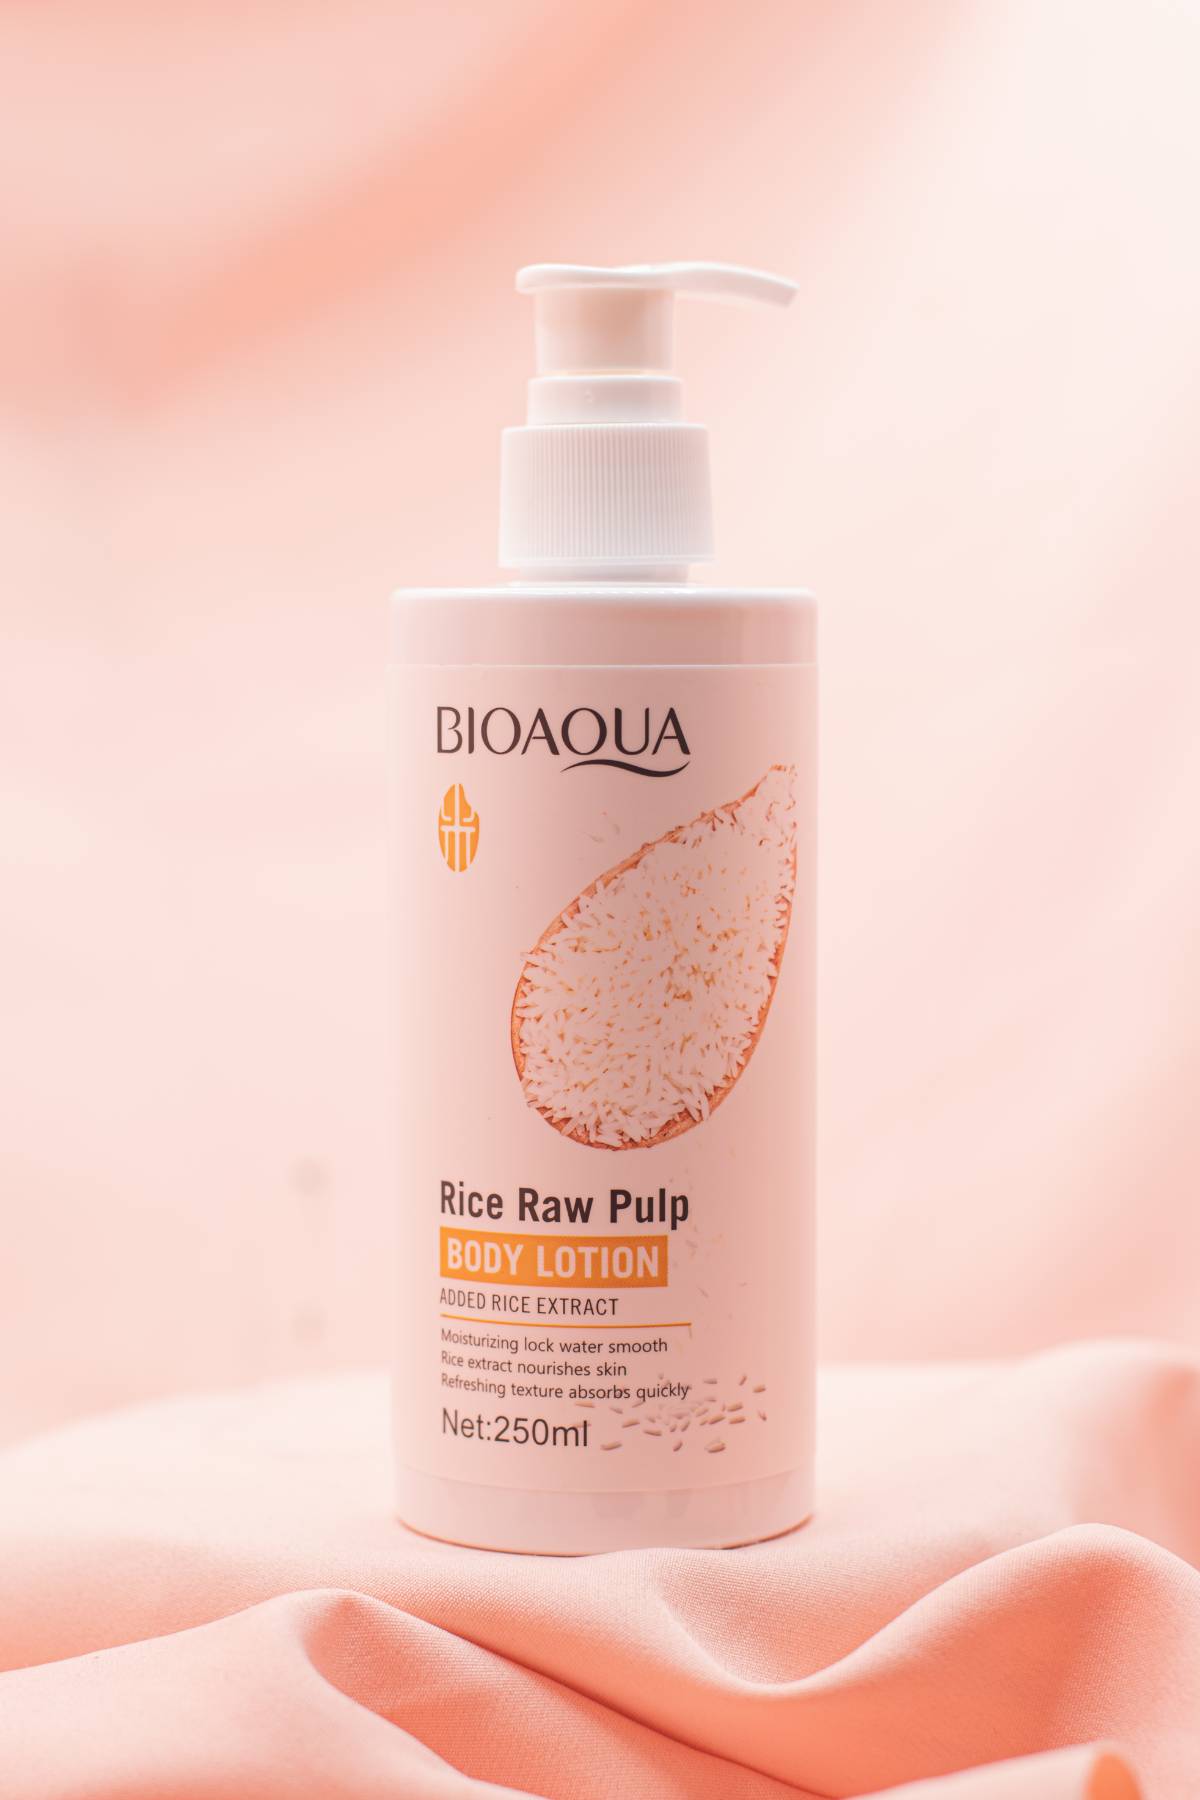 BIOAQUA
Rice Raw Pulp
BODY LOTION
ADDED RICE EXTRACT
Moisturizing lock water smooth
Rice extract nourishes skin
Refreshing texture absorbs quickly
Net:250ml